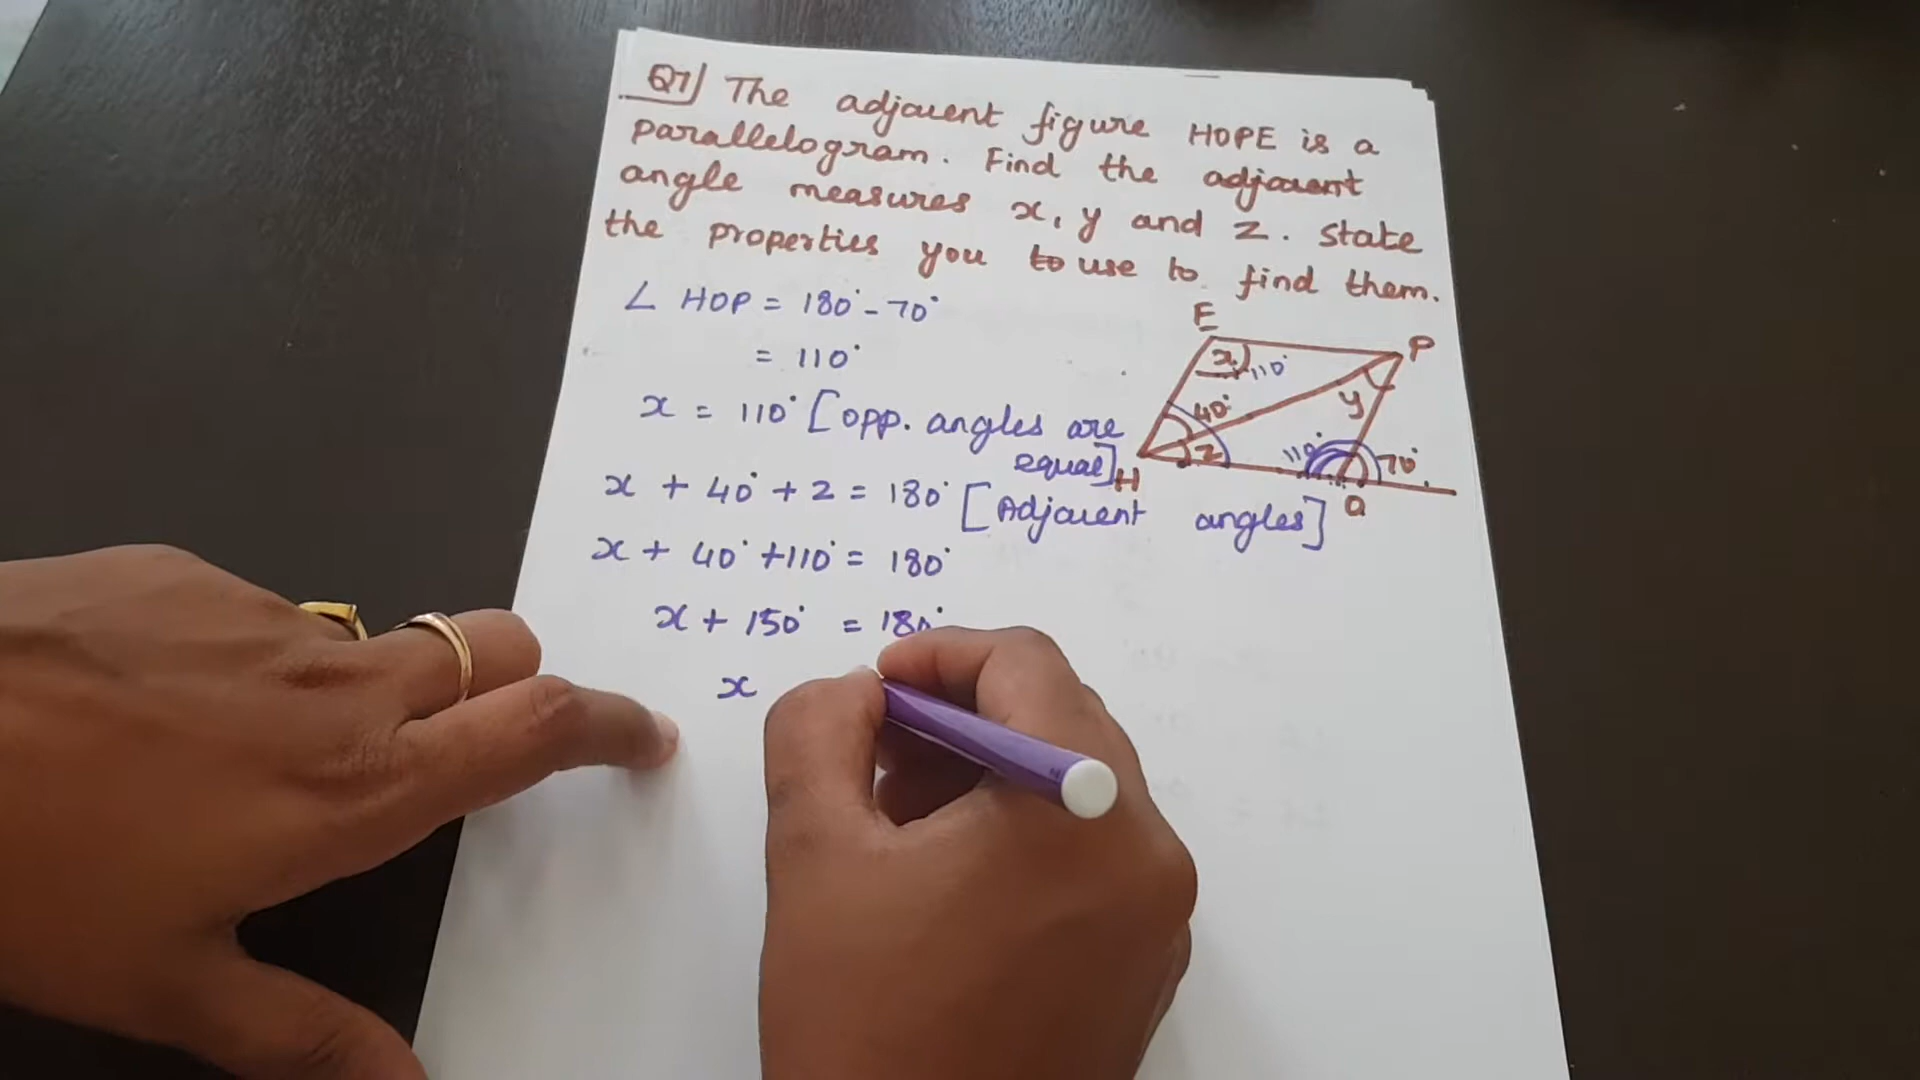 Q7) The adjacent figure HOPE is a
parallelogram. Find the adjacent
angle measures x, y and z. State
the properties you to use to find them.
∠ HOP = 180° - 70°
= 110°
x = 110° [opp. angles are
equal]
x + 40° + z = 180° [Adjacent angles]
x + 40° + 110° = 180°
x + 150° = 180°
x
E
P
x 110°
40°
y
z
110°
70°
H
O